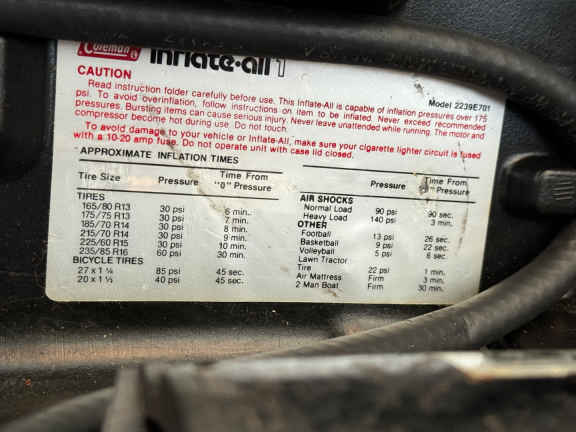 Coleman Inflate-all 1
CAUTION Model 2239E701
Read instruction folder carefully before use. This Inflate-All is capable of inflation pressures over 175
psi. To avoid overinflation, follow instructions on item to be inflated. Never exceed recommended
pressures. Bursting items can cause serious injury. Never leave unattended while running. The motor and
compressor become hot during use. Do not touch.
To avoid damage to your vehicle or Inflate-All, make sure your cigarette lighter circuit is fused
with a 10-20 amp fuse. Do not operate unit with case lid closed.
APPROXIMATE INFLATION TIMES
Tire Size Pressure Time From
"0" Pressure
TIRES
165/80 R13 30 psi 6 min.
175/75 R13 30 psi 7 min.
185/70 R14 30 psi 8 min.
215/70 R14 30 psi 9 min.
225/60 R15 30 psi 10 min.
235/85 R16 60 psi 30 min.
BICYCLE TIRES
27 x 1 ¼ 85 psi 45 sec.
20 x 1 ½ 40 psi 45 sec.
Pressure Time From
"0" Pressure
AIR SHOCKS
Normal Load 90 psi 90 sec.
Heavy Load 140 psi 3 min.
OTHER
Football 13 psi 26 sec.
Basketball 9 psi 22 sec.
Volleyball 5 psi 6 sec.
Lawn Tractor
Tire 22 psi 1 min.
Air Mattress Firm 3 min.
2 Man Boat Firm 30 min.